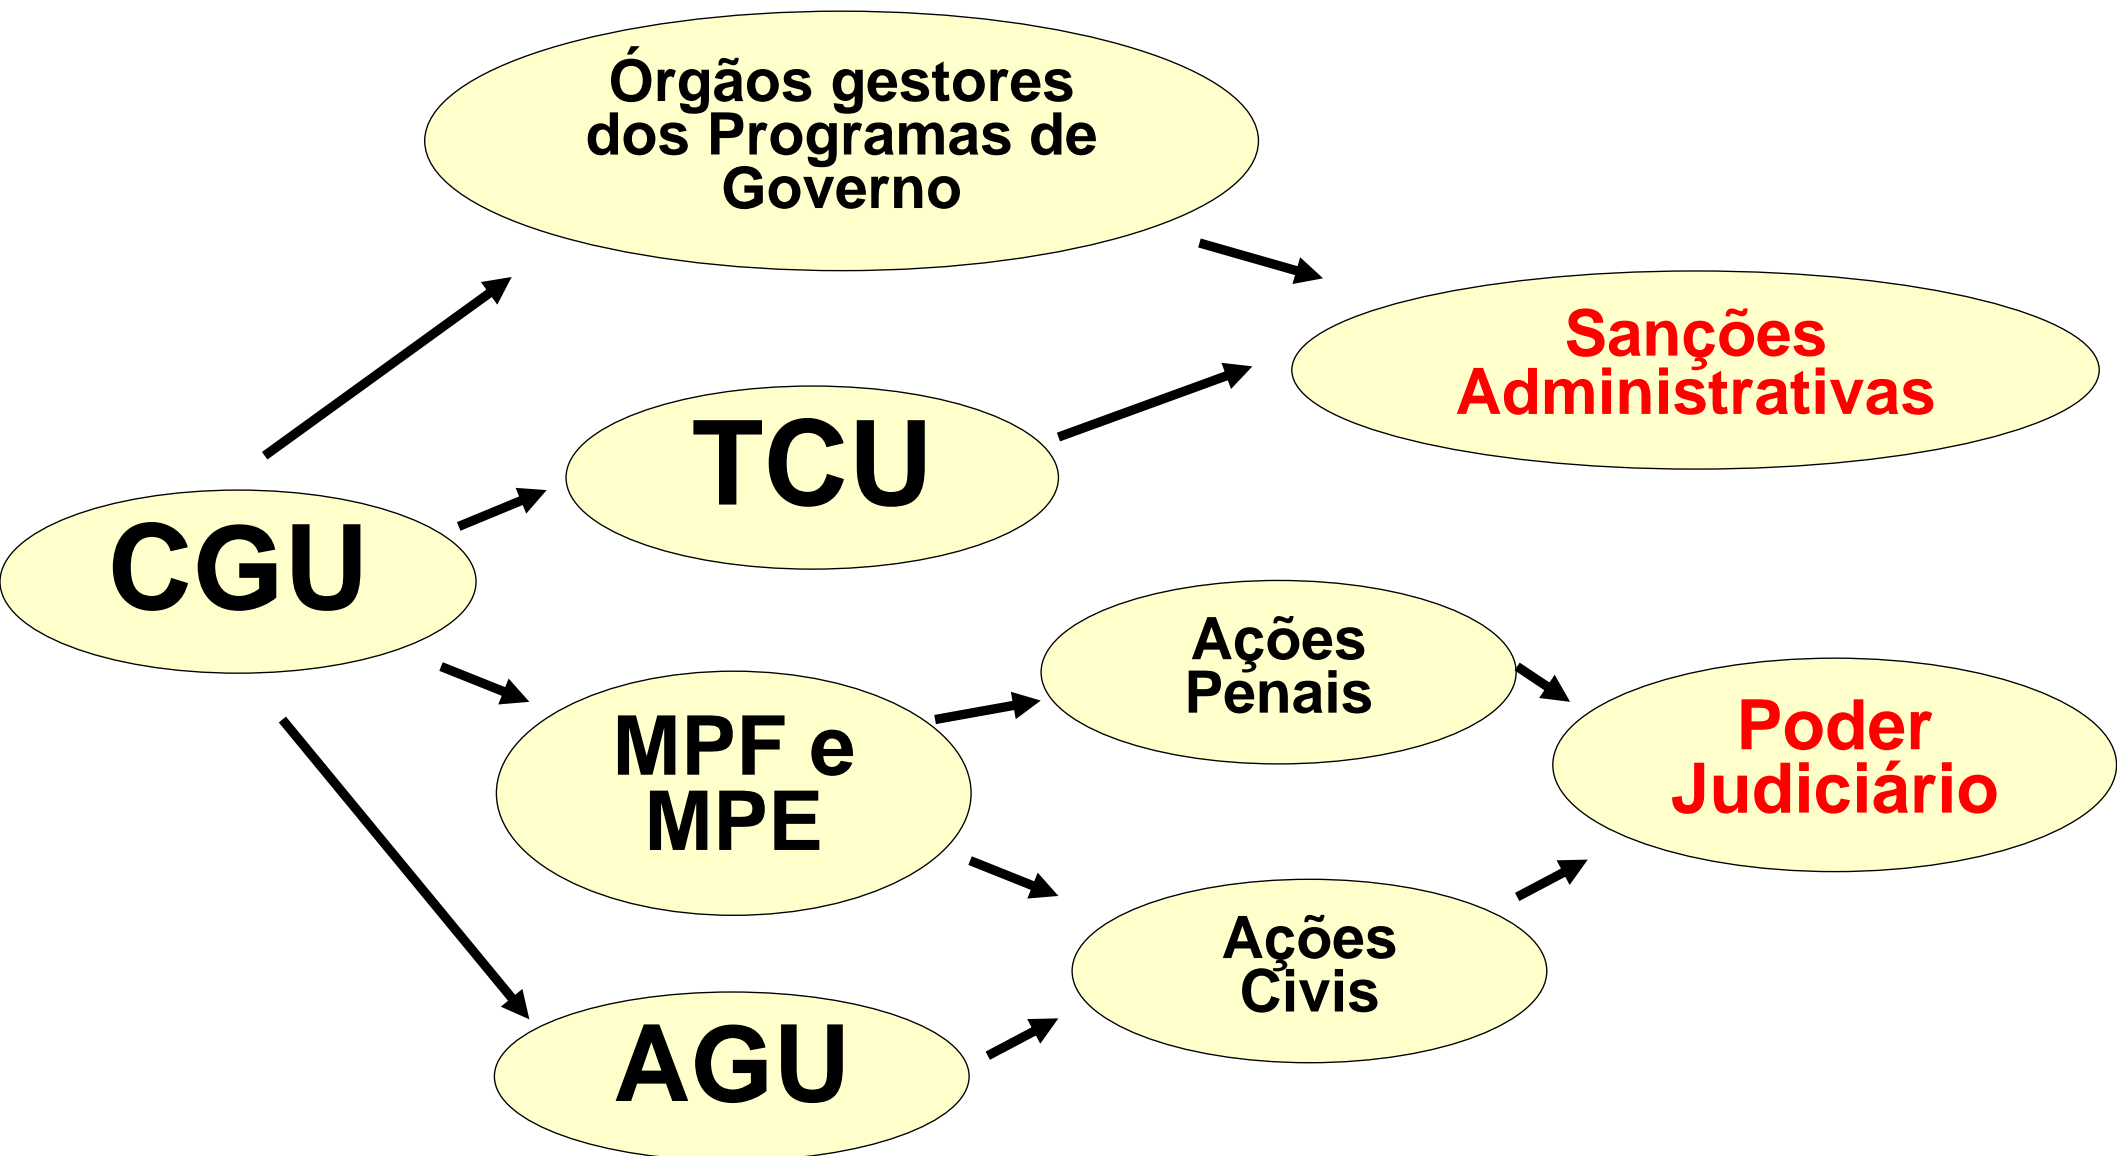 Órgãos gestores
dos Programas de
Governo
Sanções
Administrativas
TCU
CGU
Ações
Penais
MPF e
MPE
Poder
Judiciário
Ações
Civis
AGU